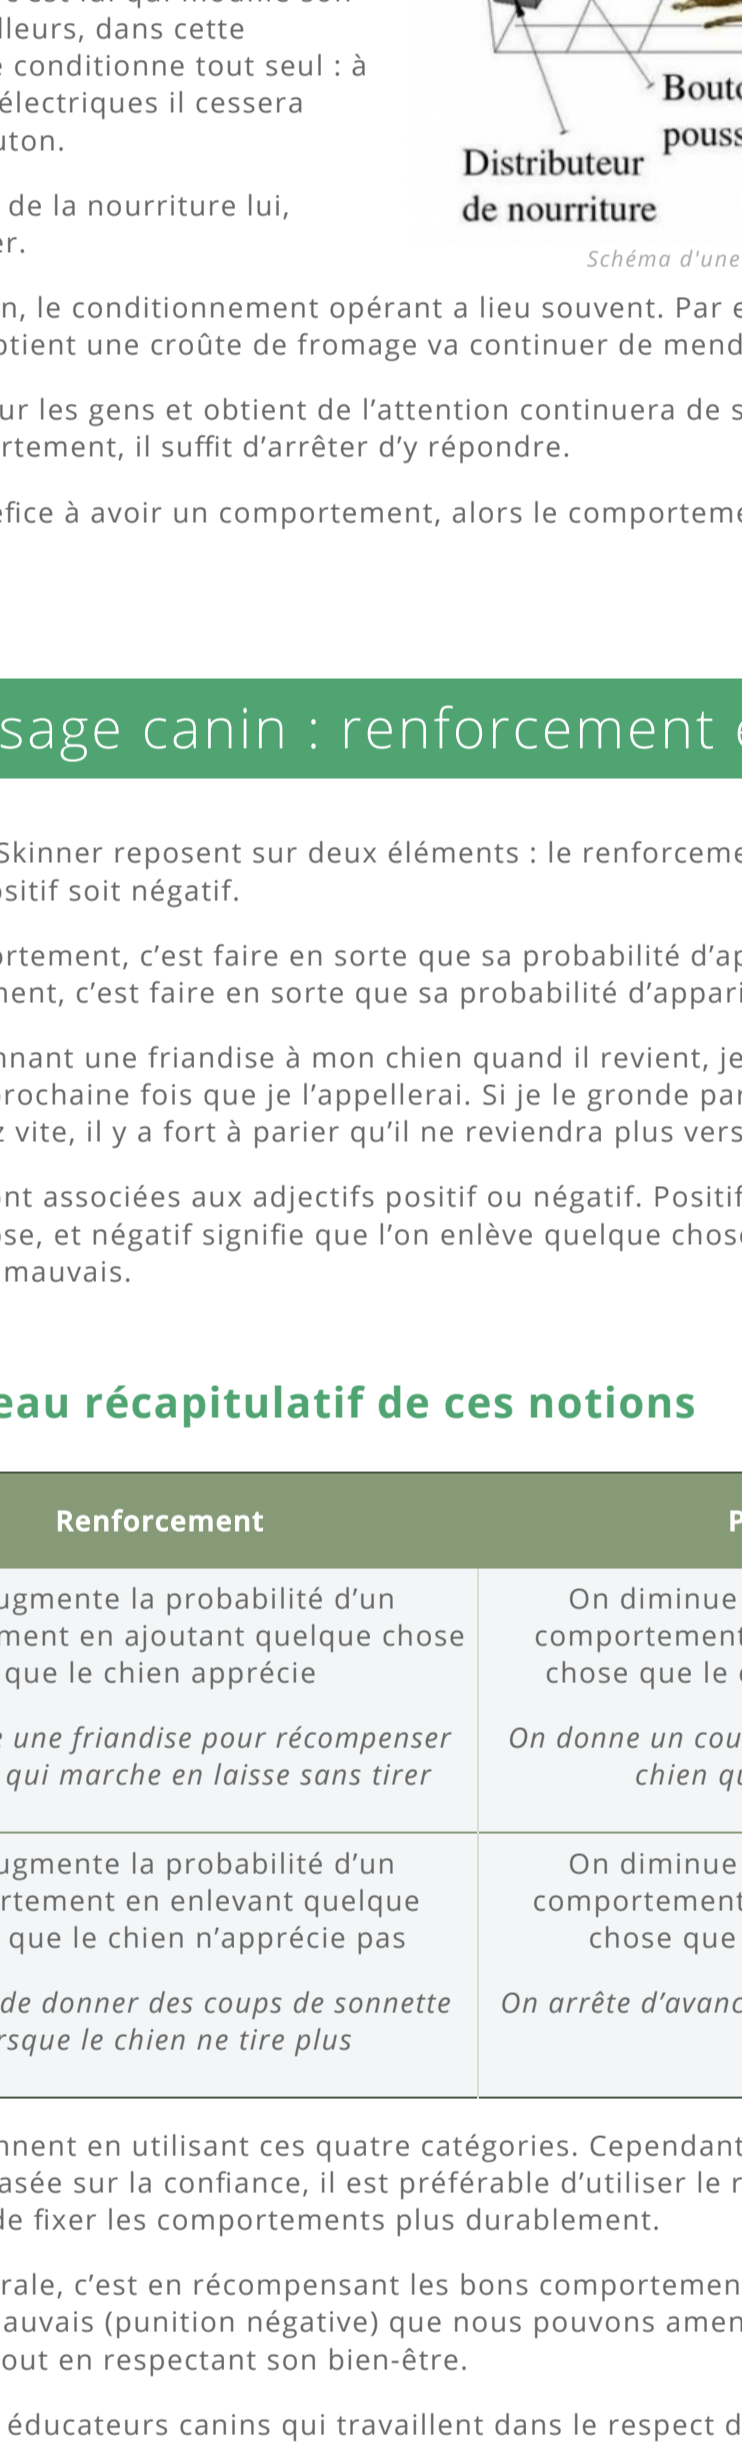 lleurs, dans cette
conditionne tout seul : à
électriques il cessera
uton.
de la nourriture lui,
er.
Bouto
pouss
Distributeur
de nourriture
Schéma d'une
n, le conditionnement opérant a lieu souvent. Par e
btient une croûte de fromage va continuer de mend
ur les gens et obtient de l’attention continuera de s
rtement, il suffit d’arrêter d’y répondre.
éfice à avoir un comportement, alors le comporteme
sage canin : renforcement e
Skinner reposent sur deux éléments : le renforceme
ositif soit négatif.
ortement, c’est faire en sorte que sa probabilité d’ap
ment, c’est faire en sorte que sa probabilité d’appari
nnant une friandise à mon chien quand il revient, je
prochaine fois que je l’appellerai. Si je le gronde par
z vite, il y a fort à parier qu’il ne reviendra plus vers
nt associées aux adjectifs positif ou négatif. Positif
ose, et négatif signifie que l’on enlève quelque chose
mauvais.
eau récapitulatif de ces notions
Renforcement
P
ugmente la probabilité d’un
ment en ajoutant quelque chose
que le chien apprécie
e une friandise pour récompenser
qui marche en laisse sans tirer
On diminue
comportement
chose que le
On donne un cou
chien qu
ugmente la probabilité d’un
rtement en enlevant quelque
que le chien n’apprécie pas
de donner des coups de sonnette
rsque le chien ne tire plus
On diminue
comportement
chose que
On arrête d’avanc
nnent en utilisant ces quatre catégories. Cependant
asée sur la confiance, il est préférable d’utiliser le r
de fixer les comportements plus durablement.
rale, c’est en récompensant les bons comportemen
auvais (punition négative) que nous pouvons amen
out en respectant son bien-être.
éducateurs canins qui travaillent dans le respect d